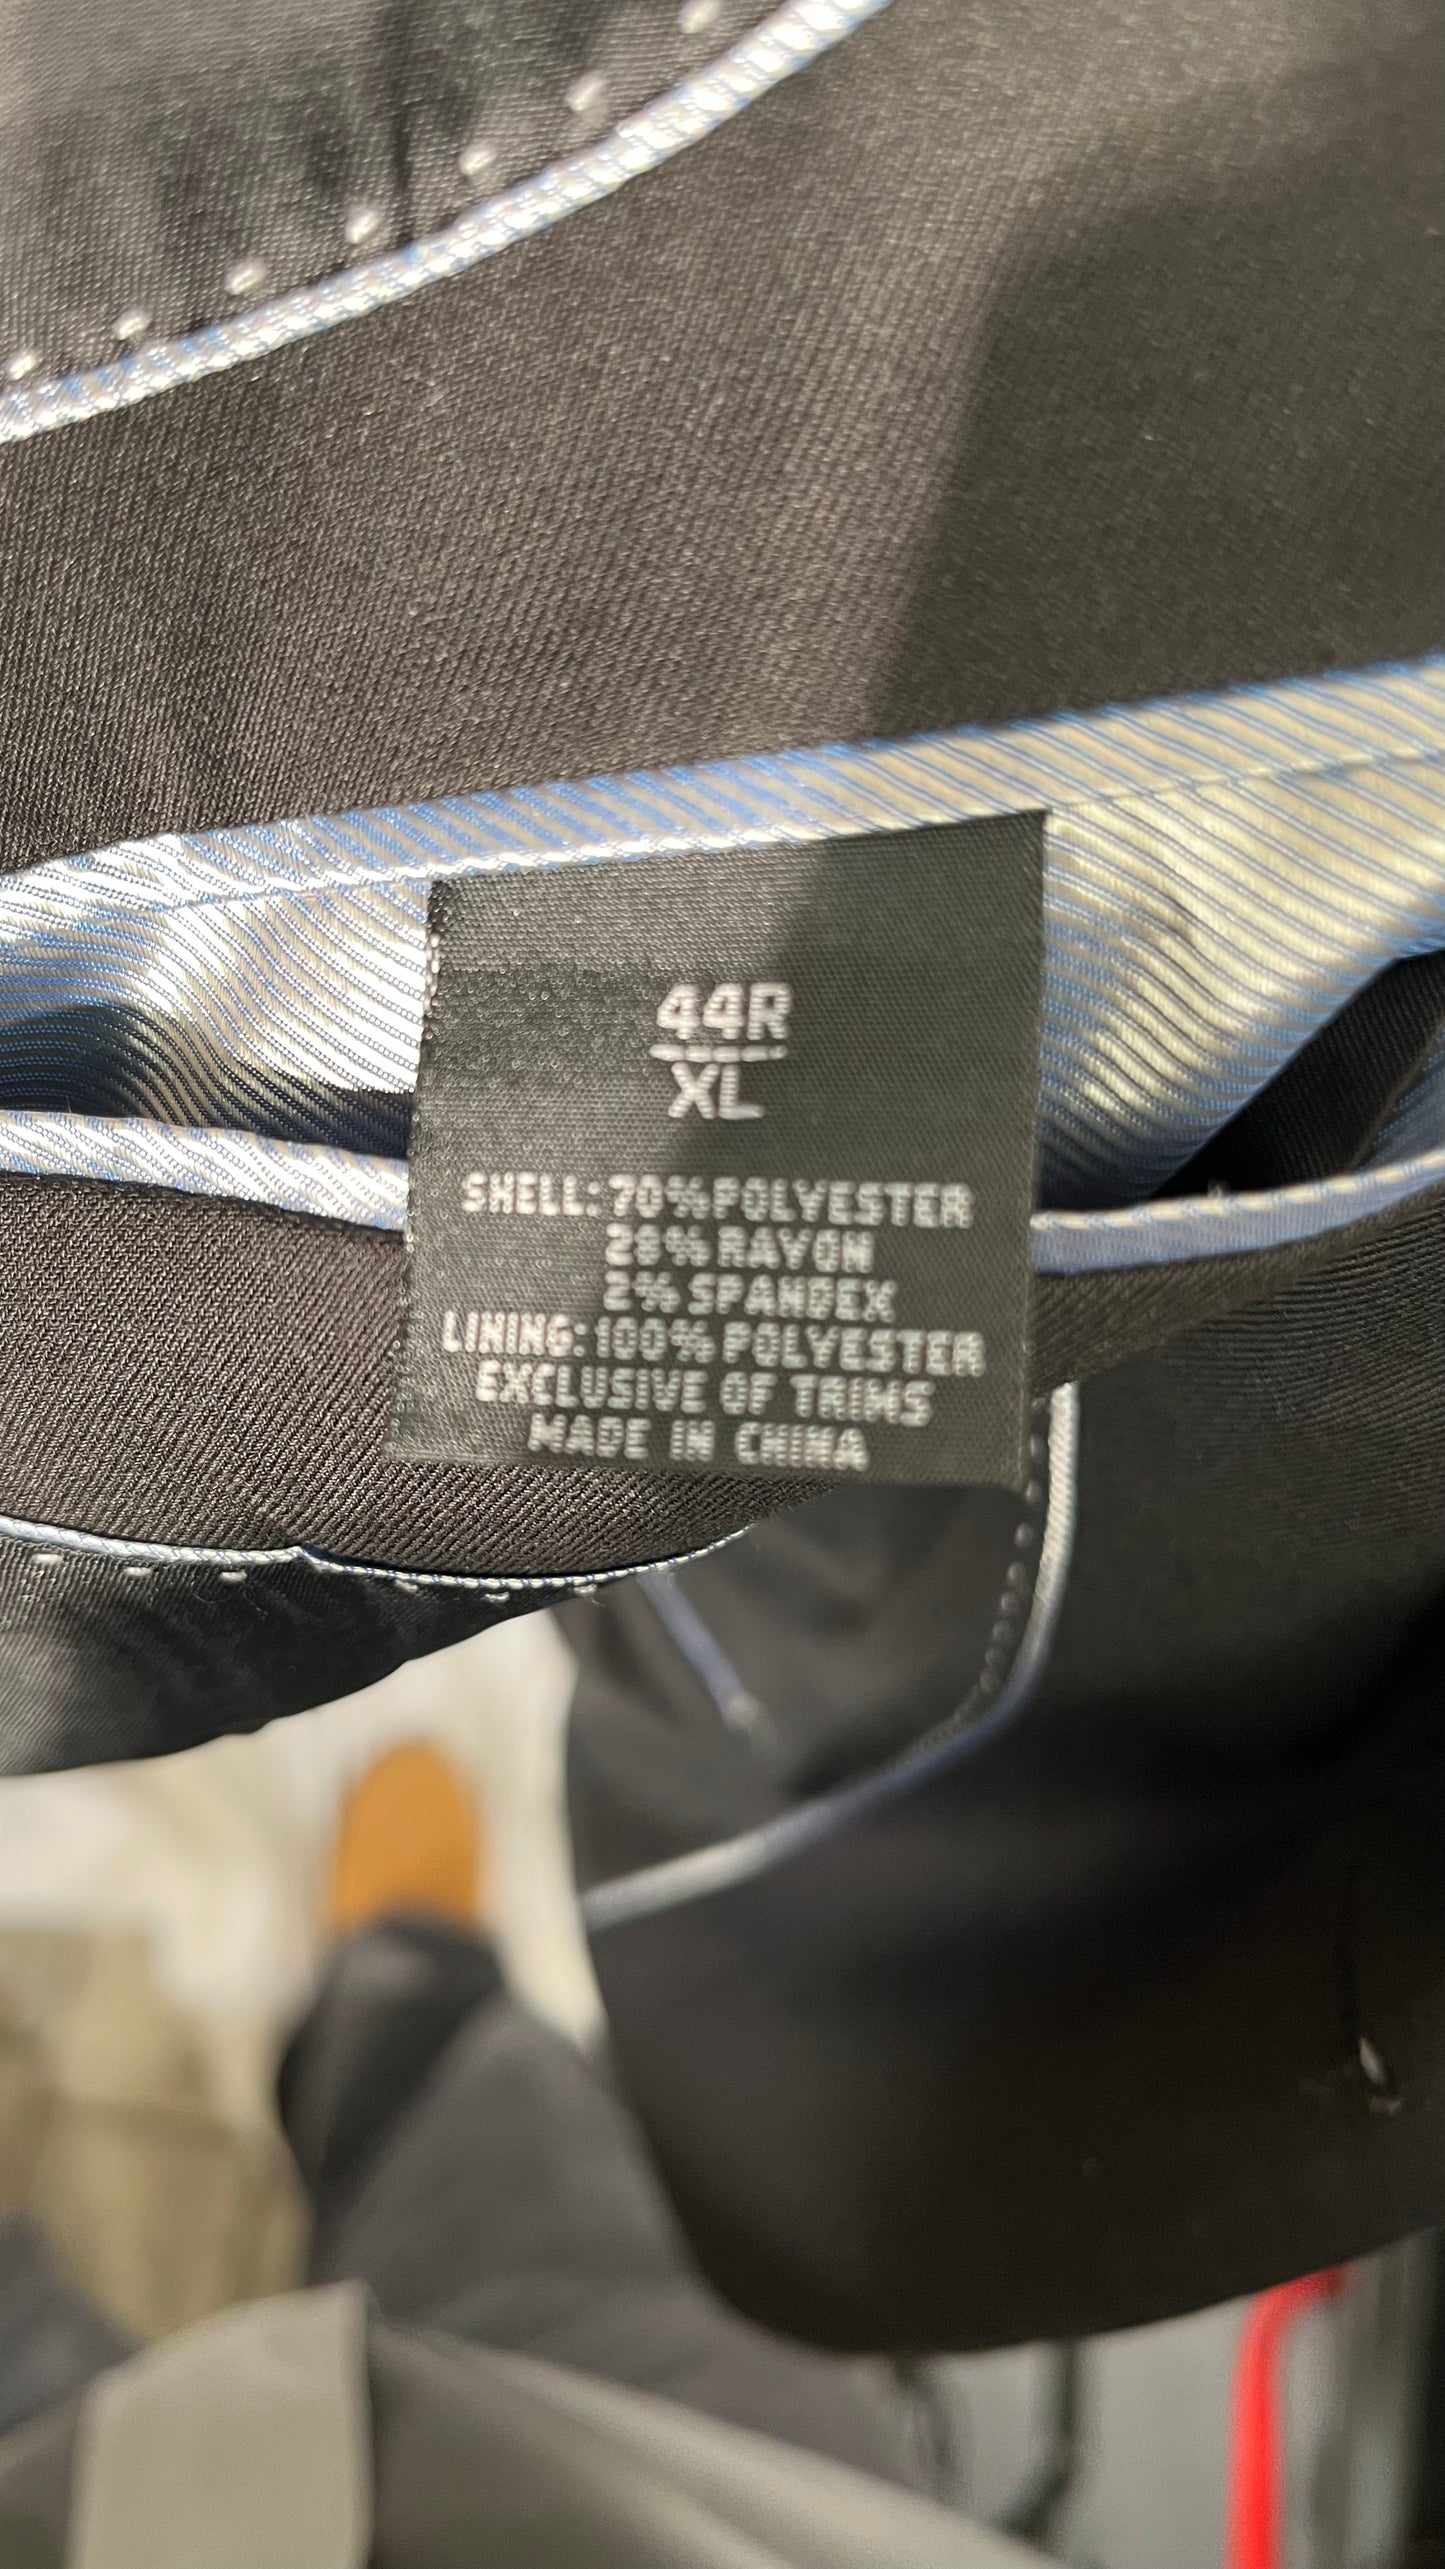 44R
XL
SHELL: 70% POLYESTER
28% RAYON
2% SPANDEX
LINING: 100% POLYESTER
EXCLUSIVE OF TRIMS
MADE IN CHINA